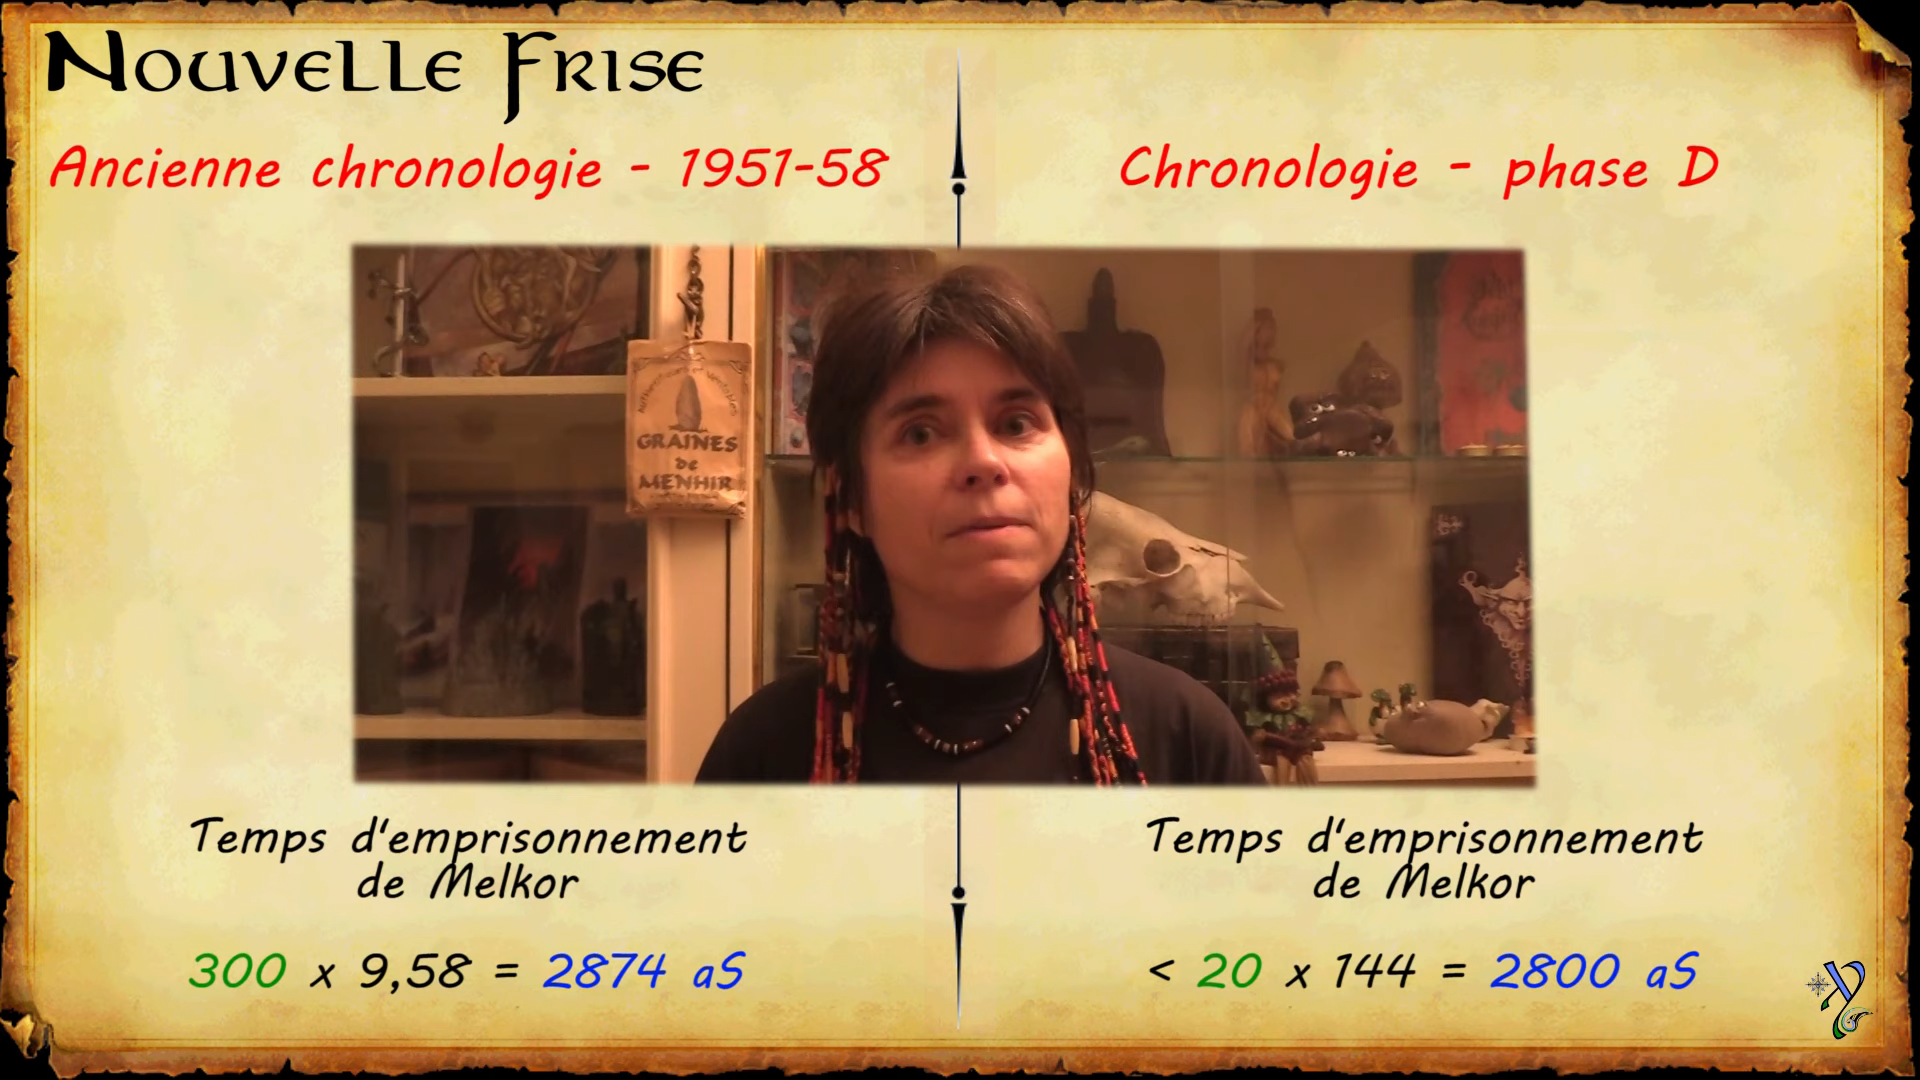 Nouvelle Frise
Ancienne chronologie - 1951-58
Chronologie - phase D
GRAINES
de
MENHIR
Temps d'emprisonnement
de Melkor
300 x 9,58 = 2874 aS
Temps d'emprisonnement
de Melkor
< 20 x 144 = 2800 aS